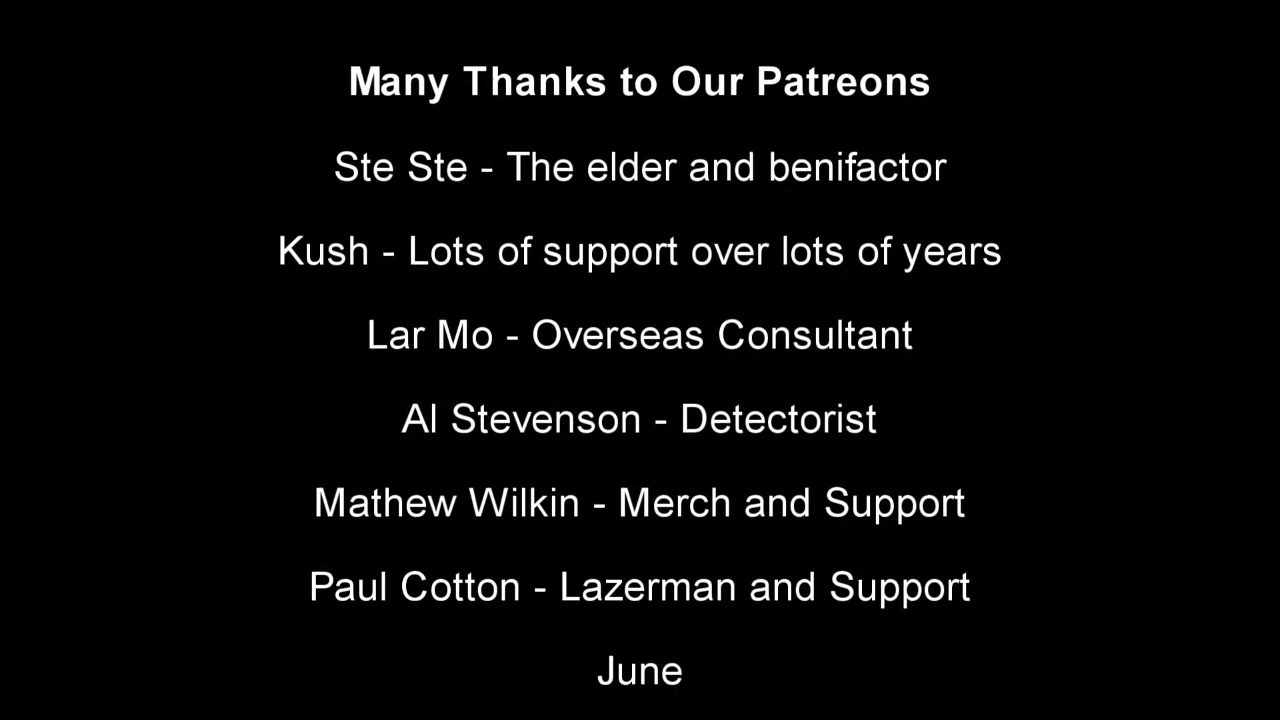 Many Thanks to Our Patreons
Ste Ste - The elder and benifactor
Kush - Lots of support over lots of years
Lar Mo - Overseas Consultant
Al Stevenson - Detectorist
Mathew Wilkin - Merch and Support
Paul Cotton - Lazerman and Support
June